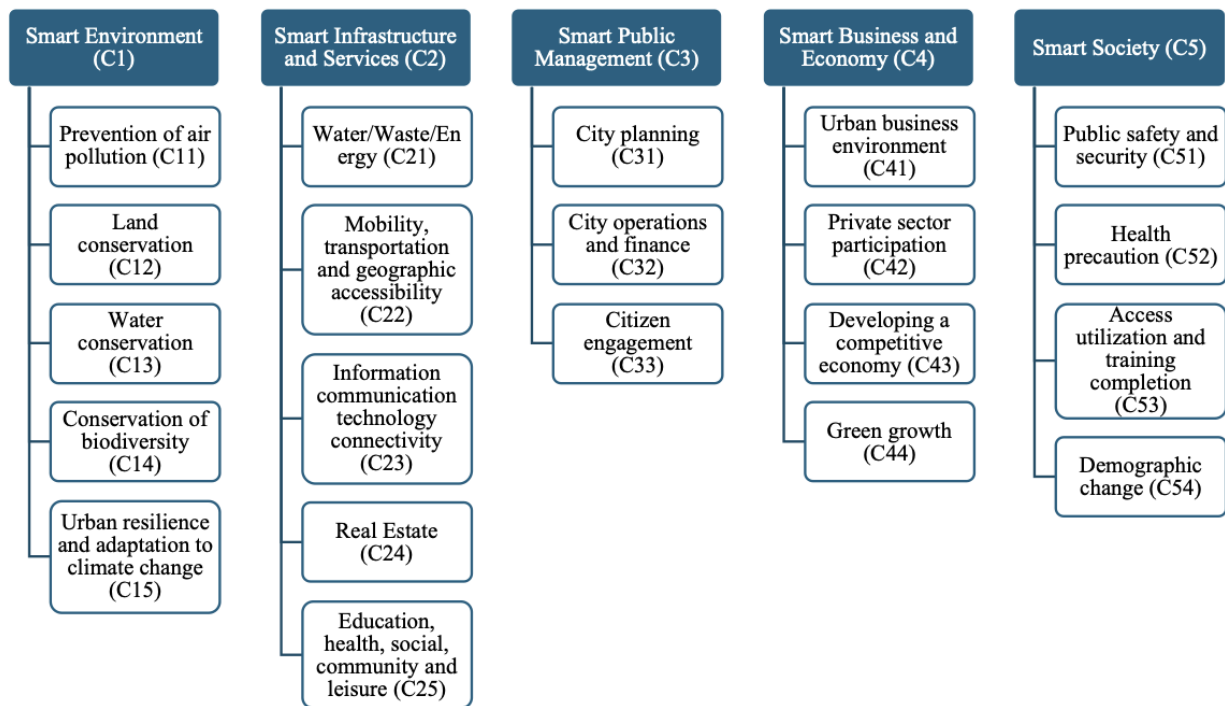 Smart Environment
(C1)
Prevention of air
pollution (C11)
Land
conservation
(C12)
Water
conservation
(C13)
Conservation of
biodiversity
(C14)
Urban resilience
and adaptation to
climate change
(C15)
Smart Infrastructure
and Services (C2)
Water/Waste/En
ergy (C21)
Mobility,
transportation
and geographic
accessibility
(C22)
Information
communication
technology
connectivity
(C23)
Real Estate
(C24)
Education,
health, social,
community and
leisure (C25)
Smart Public
Management (C3)
City planning
(C31)
City operations
and finance
(C32)
Citizen
engagement
(C33)
Smart Business and
Economy (C4)
Urban business
environment
(C41)
Private sector
participation
(C42)
Developing a
competitive
economy (C43)
Green growth
(C44)
Smart Society (C5)
Public safety and
security (C51)
Health
precaution (C52)
Access
utilization and
training
completion
(C53)
Demographic
change (C54)